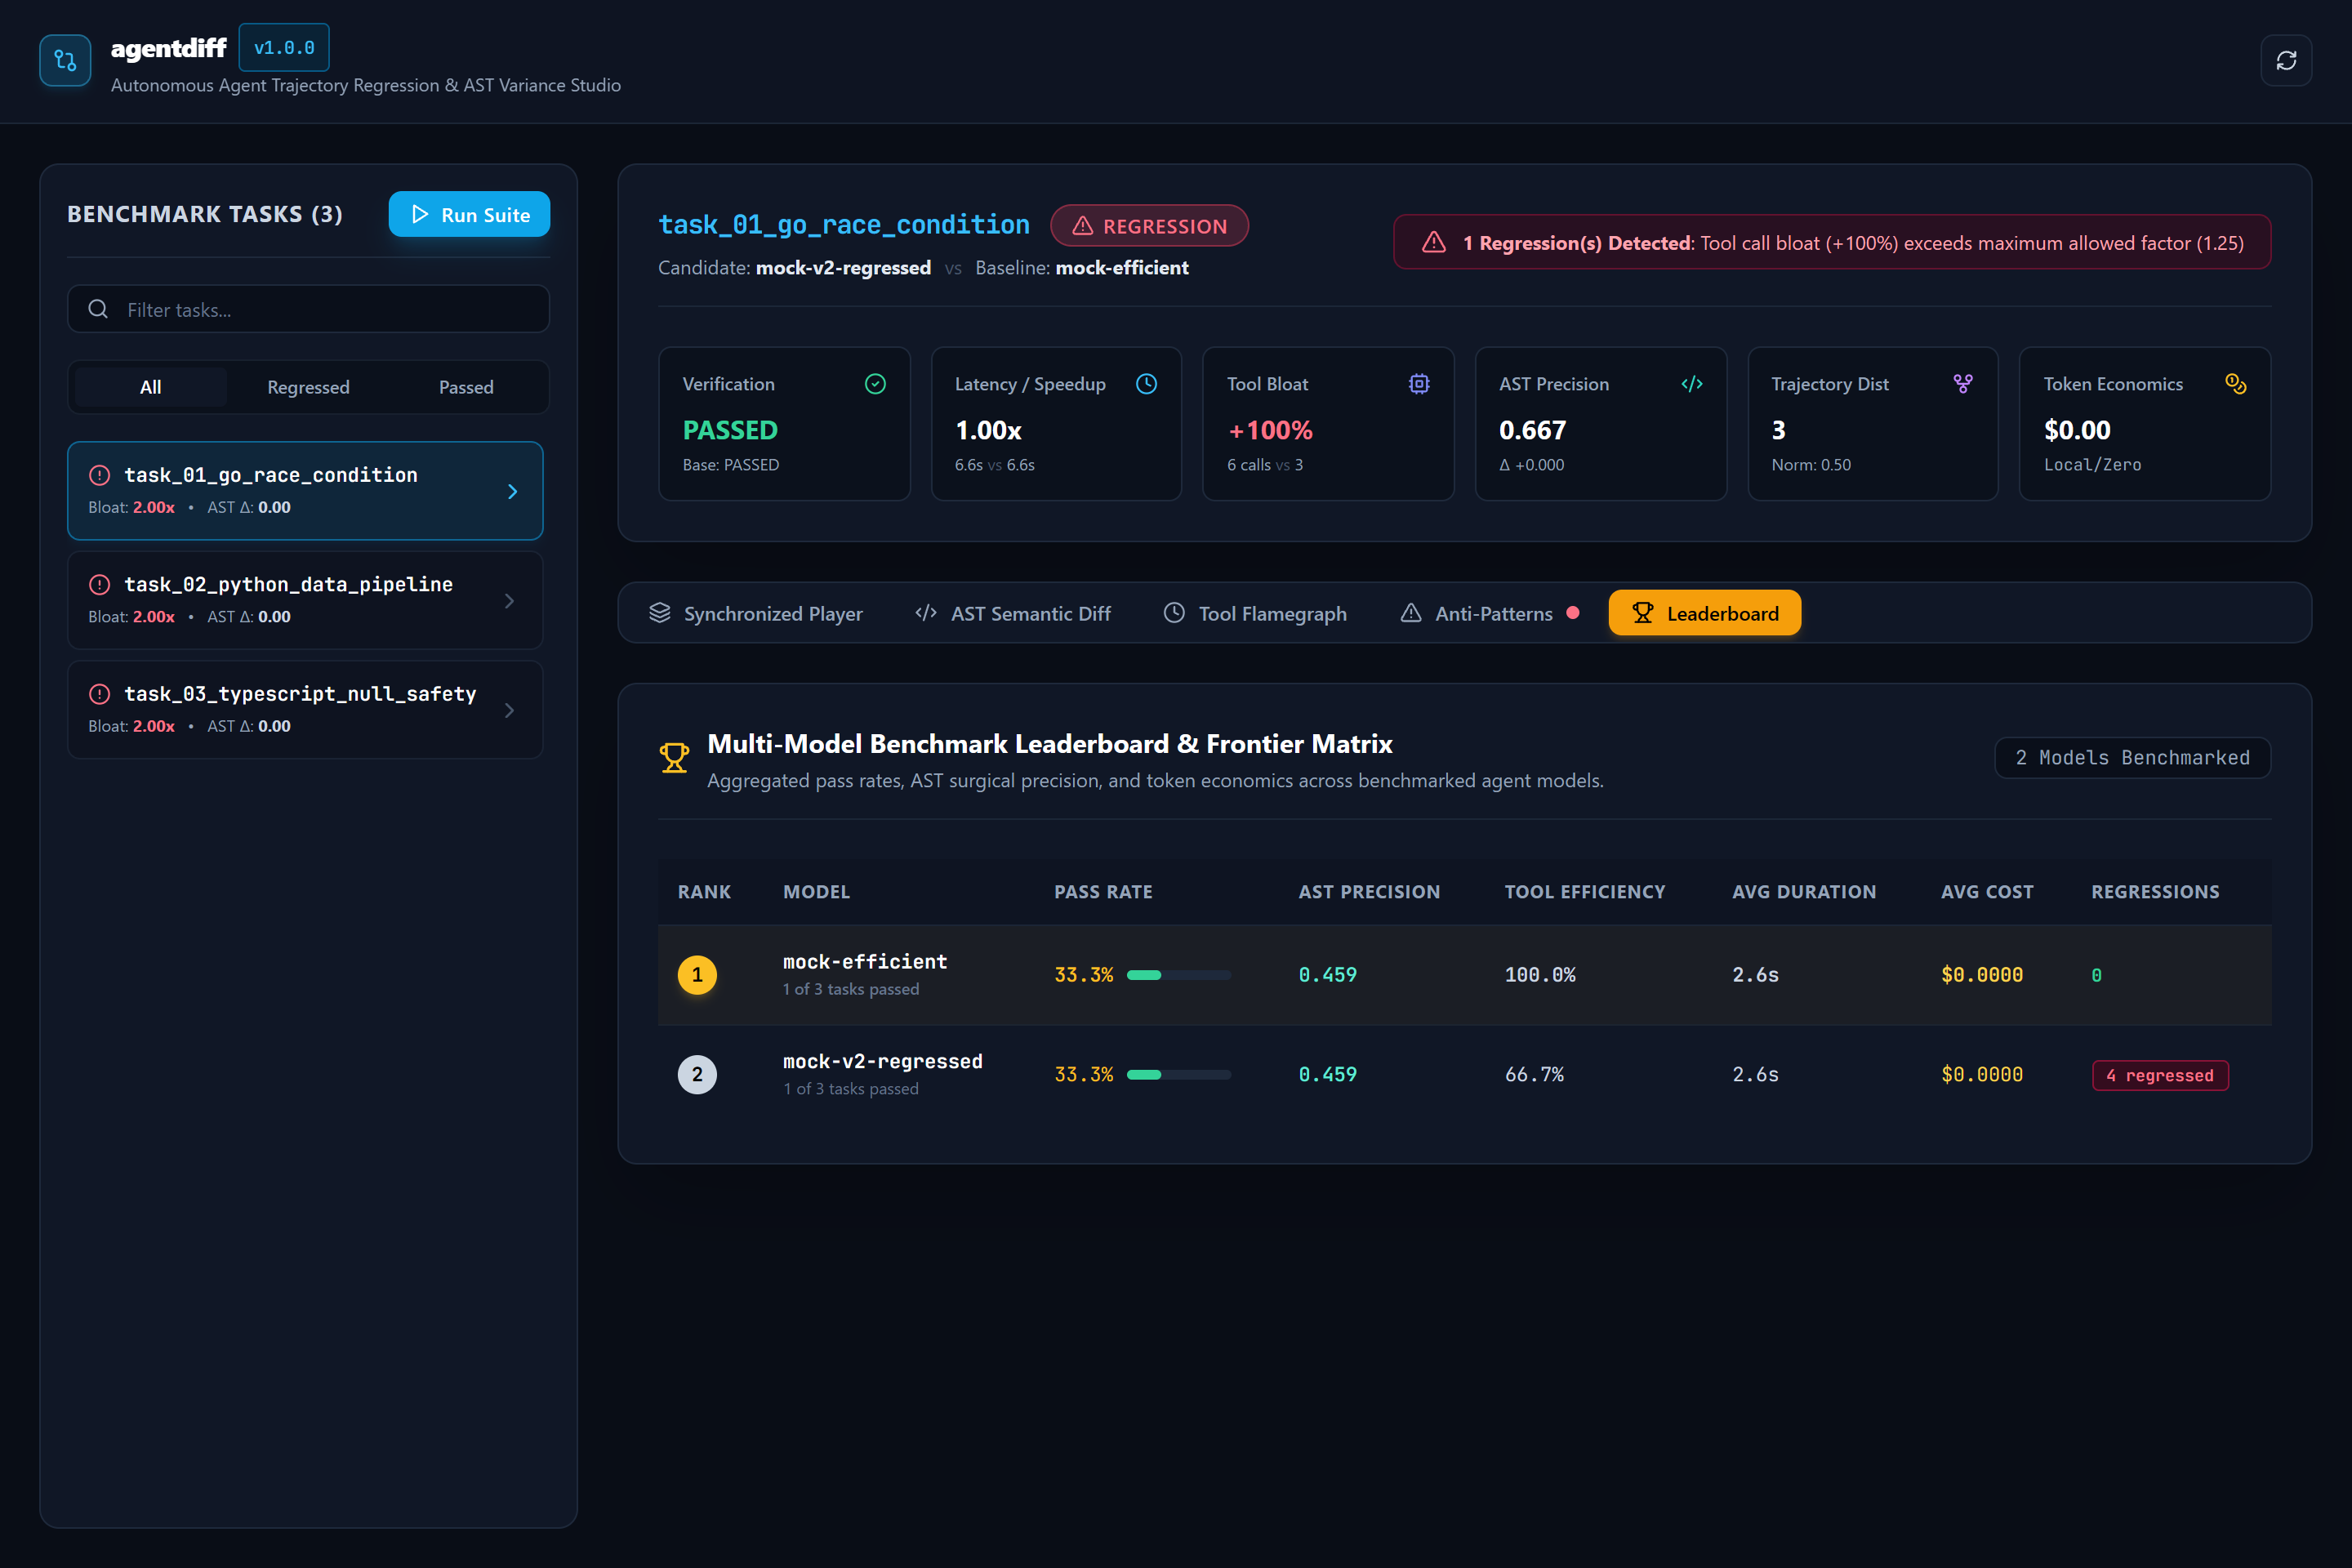 agentdiff v1.0.0
Autonomous Agent Trajectory Regression & AST Variance Studio
BENCHMARK TASKS (3)
Run Suite
Filter tasks...
All Regressed Passed
task_01_go_race_condition
Bloat: 2.00x • AST Δ: 0.00
task_02_python_data_pipeline
Bloat: 2.00x • AST Δ: 0.00
task_03_typescript_null_safety
Bloat: 2.00x • AST Δ: 0.00
task_01_go_race_condition REGRESSION
Candidate: mock-v2-regressed vs Baseline: mock-efficient
1 Regression(s) Detected: Tool call bloat (+100%) exceeds maximum allowed factor (1.25)
Verification
PASSED
Base: PASSED
Latency / Speedup
1.00x
6.6s vs 6.6s
Tool Bloat
+100%
6 calls vs 3
AST Precision
0.667
Δ +0.000
Trajectory Dist
3
Norm: 0.50
Token Economics
$0.00
Local/Zero
Synchronized Player AST Semantic Diff Tool Flamegraph Anti-Patterns Leaderboard
Multi-Model Benchmark Leaderboard & Frontier Matrix
Aggregated pass rates, AST surgical precision, and token economics across benchmarked agent models.
2 Models Benchmarked
RANK MODEL PASS RATE AST PRECISION TOOL EFFICIENCY AVG DURATION AVG COST REGRESSIONS
1 mock-efficient 33.3% 0.459 100.0% 2.6s $0.0000 0
1 of 3 tasks passed
2 mock-v2-regressed 33.3% 0.459 66.7% 2.6s $0.0000 4 regressed
1 of 3 tasks passed